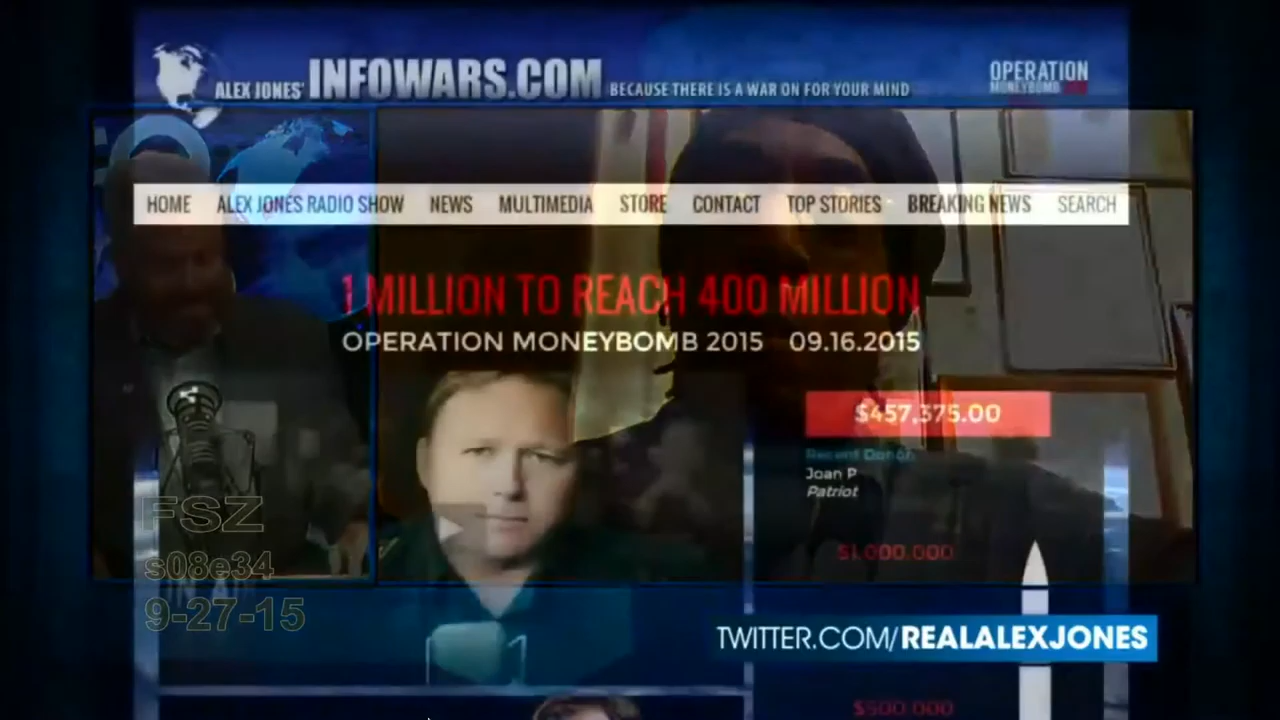 ALEX JONES' INFOWARS.COM BECAUSE THERE IS A WAR ON FOR YOUR MIND
OPERATION
MONEYBOMB
HOME ALEX JONES RADIO SHOW NEWS MULTIMEDIA STORE CONTACT TOP STORIES BREAKING NEWS SEARCH
1 MILLION TO REACH 400 MILLION
OPERATION MONEYBOMB 2015 09.16.2015
$457,375.00
Recent Donor
Joan P
Patriot
$1,000,000
FSZ
s08e34
9-27-15
TWITTER.COM/REALALEXJONES
$500,000